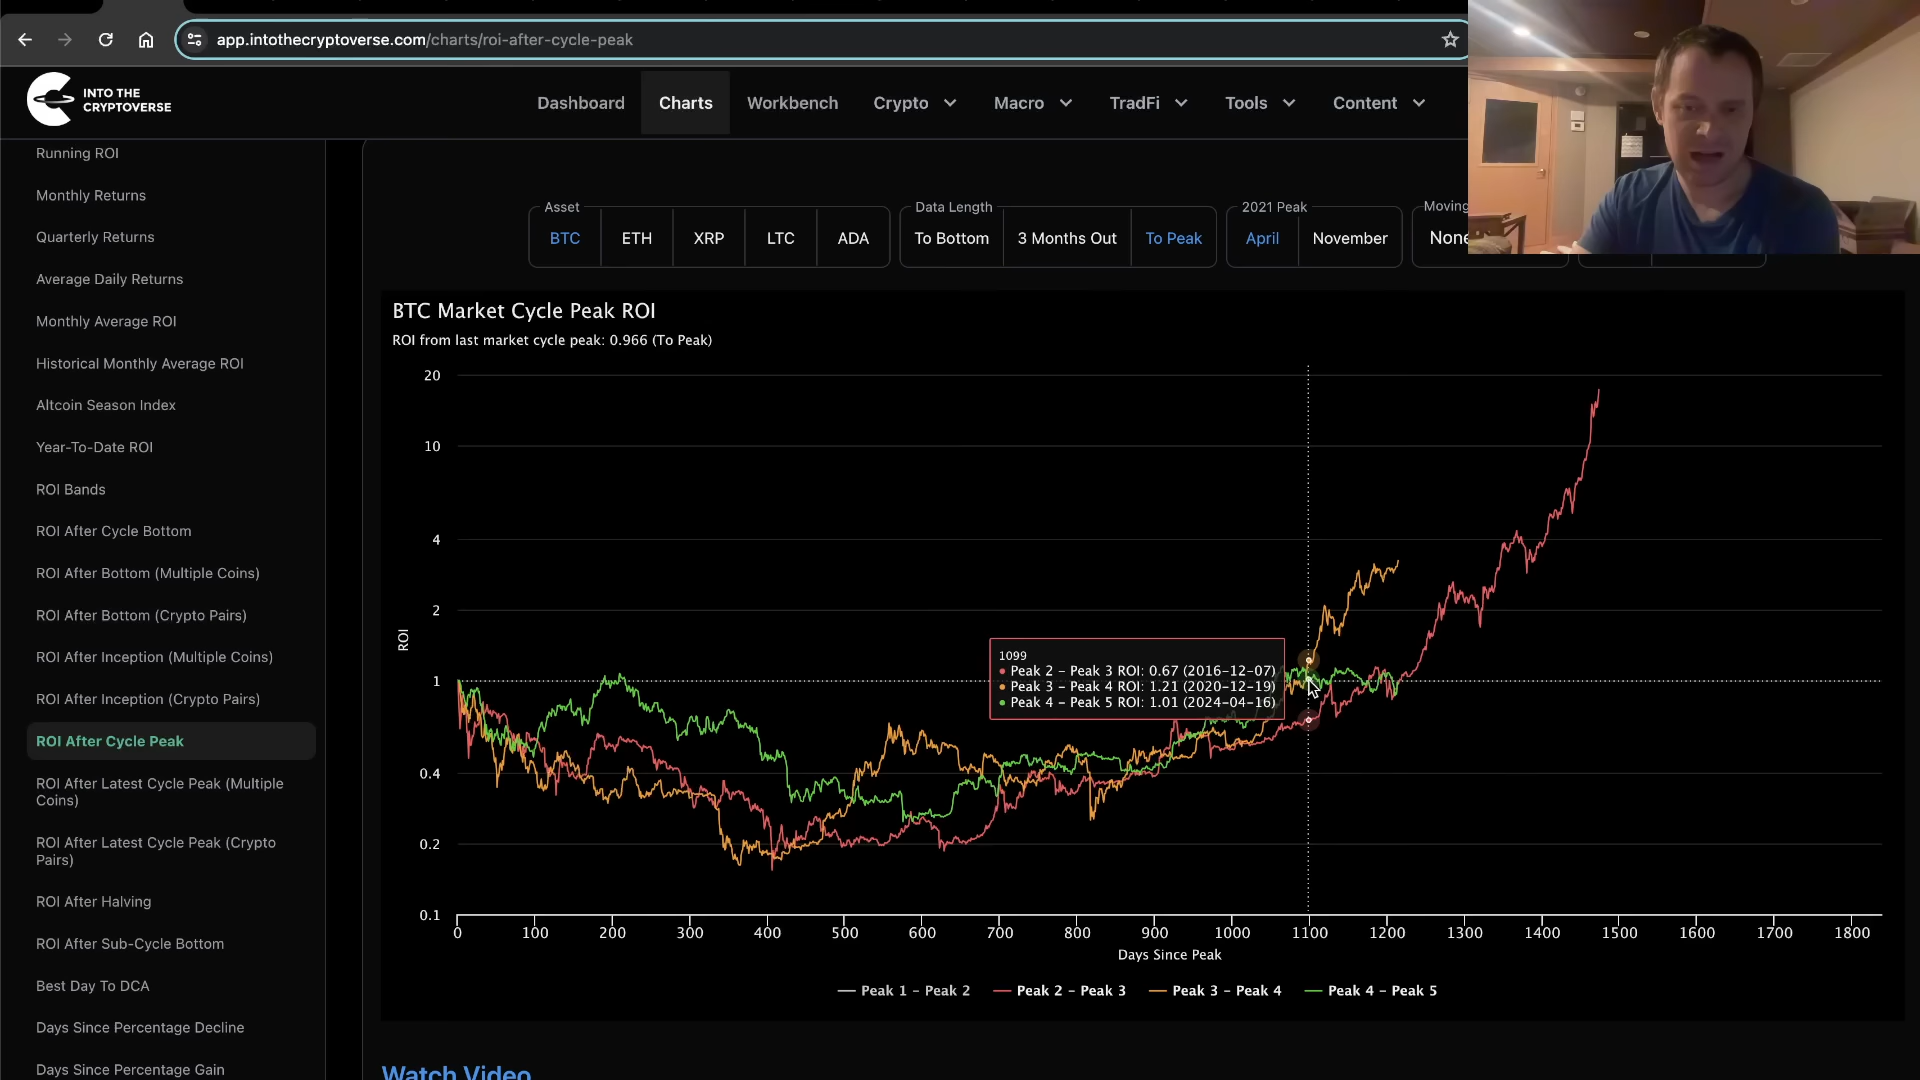 app.intothecryptoverse.com/charts/roi-after-cycle-peak
INTO THE
CRYPTOVERSE
Dashboard
Charts
Workbench
Crypto
Macro
TradFi
Tools
Content
Running ROI
Monthly Returns
Quarterly Returns
Average Daily Returns
Monthly Average ROI
Historical Monthly Average ROI
Altcoin Season Index
Year-To-Date ROI
ROI Bands
ROI After Cycle Bottom
ROI After Bottom (Multiple Coins)
ROI After Bottom (Crypto Pairs)
ROI After Inception (Multiple Coins)
ROI After Inception (Crypto Pairs)
ROI After Cycle Peak
ROI After Latest Cycle Peak (Multiple
Coins)
ROI After Latest Cycle Peak (Crypto
Pairs)
ROI After Halving
ROI After Sub-Cycle Bottom
Best Day To DCA
Days Since Percentage Decline
Days Since Percentage Gain
Asset
BTC
ETH
XRP
LTC
ADA
Data Length
To Bottom
3 Months Out
To Peak
2021 Peak
April
November
Moving
None
BTC Market Cycle Peak ROI
ROI from last market cycle peak: 0.966 (To Peak)
20
10
4
2
1
0.4
0.2
0.1
ROI
1099
Peak 2 – Peak 3 ROI: 0.67 (2016-12-07)
Peak 3 – Peak 4 ROI: 1.21 (2020-12-19)
Peak 4 – Peak 5 ROI: 1.01 (2024-04-16)
0 100 200 300 400 500 600 700 800 900 1000 1100 1200 1300 1400 1500 1600 1700 1800
Days Since Peak
Peak 1 – Peak 2
Peak 2 – Peak 3
Peak 3 – Peak 4
Peak 4 – Peak 5
Watch Video